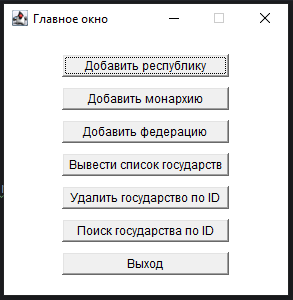 Главное окно
Добавить республику
Добавить монархию
Добавить федерацию
Вывести список государств
Удалить государство по ID
Поиск государства по ID
Выход